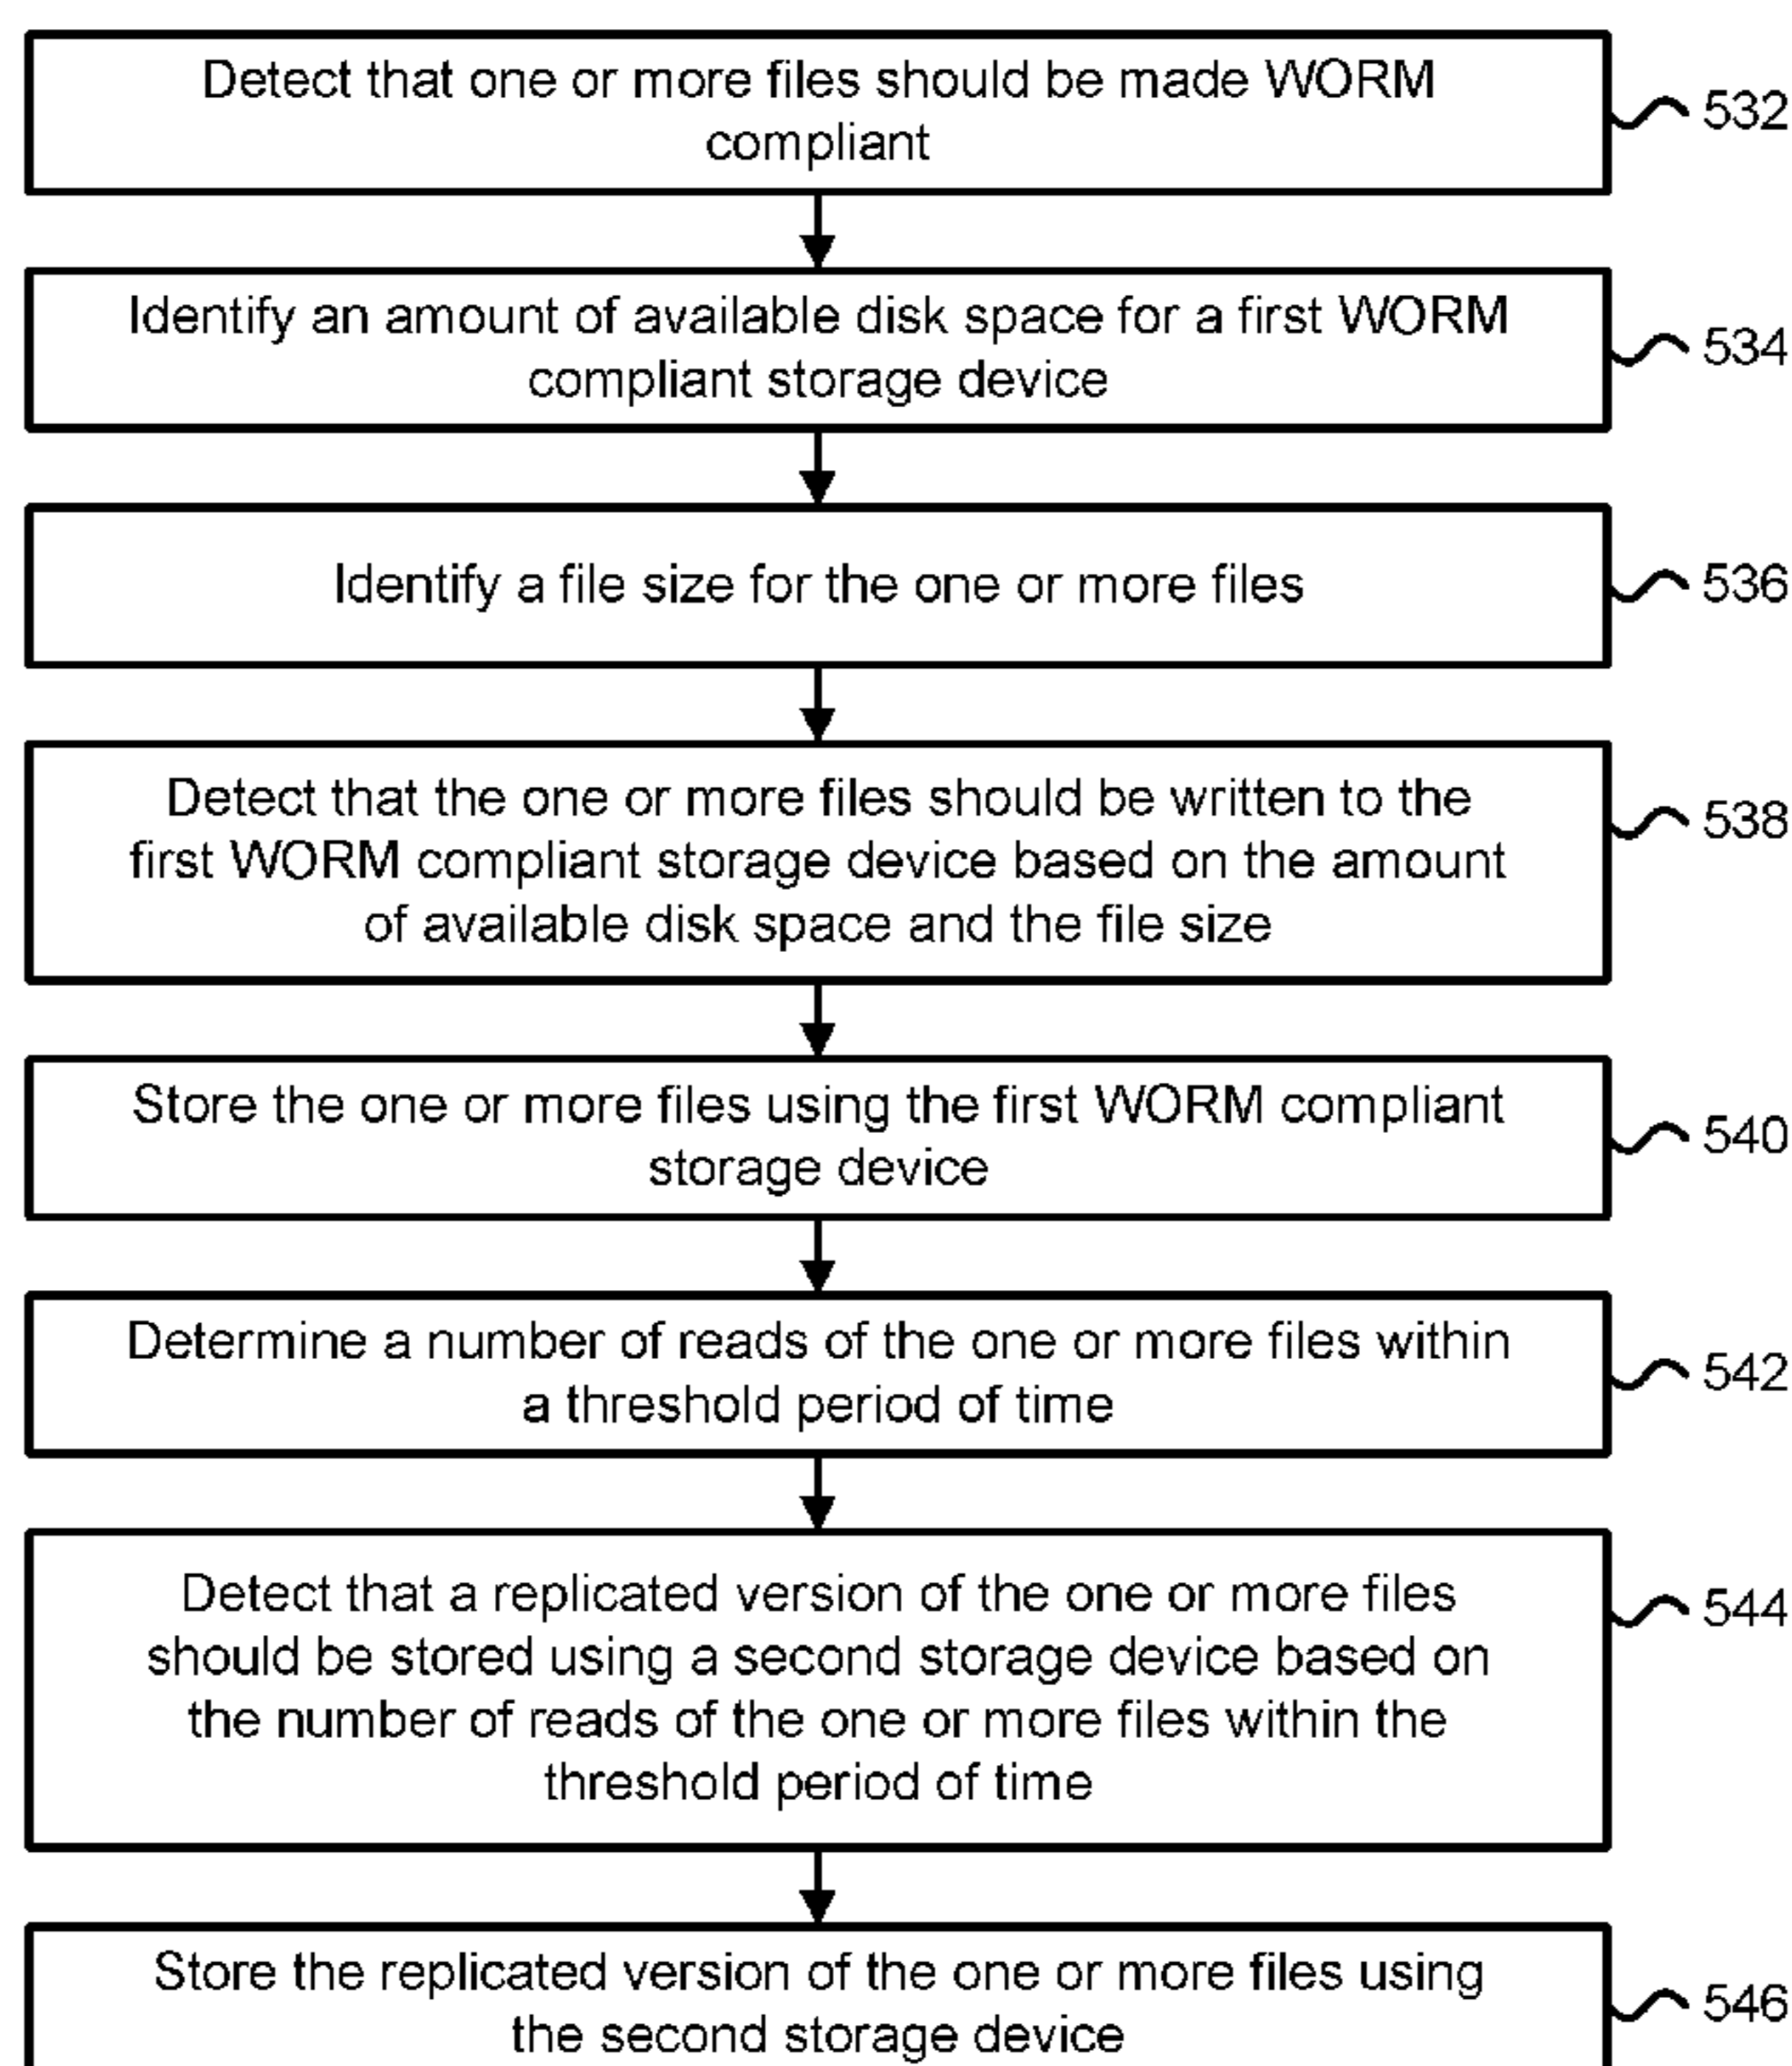 Detect that one or more files should be made WORM
compliant
532
Identify an amount of available disk space for a first WORM
compliant storage device
534
Identify a file size for the one or more files
536
Detect that the one or more files should be written to the
first WORM compliant storage device based on the amount
of available disk space and the file size
538
Store the one or more files using the first WORM compliant
storage device
540
Determine a number of reads of the one or more files within
a threshold period of time
542
Detect that a replicated version of the one or more files
should be stored using a second storage device based on
the number of reads of the one or more files within the
threshold period of time
544
Store the replicated version of the one or more files using
the second storage device
546